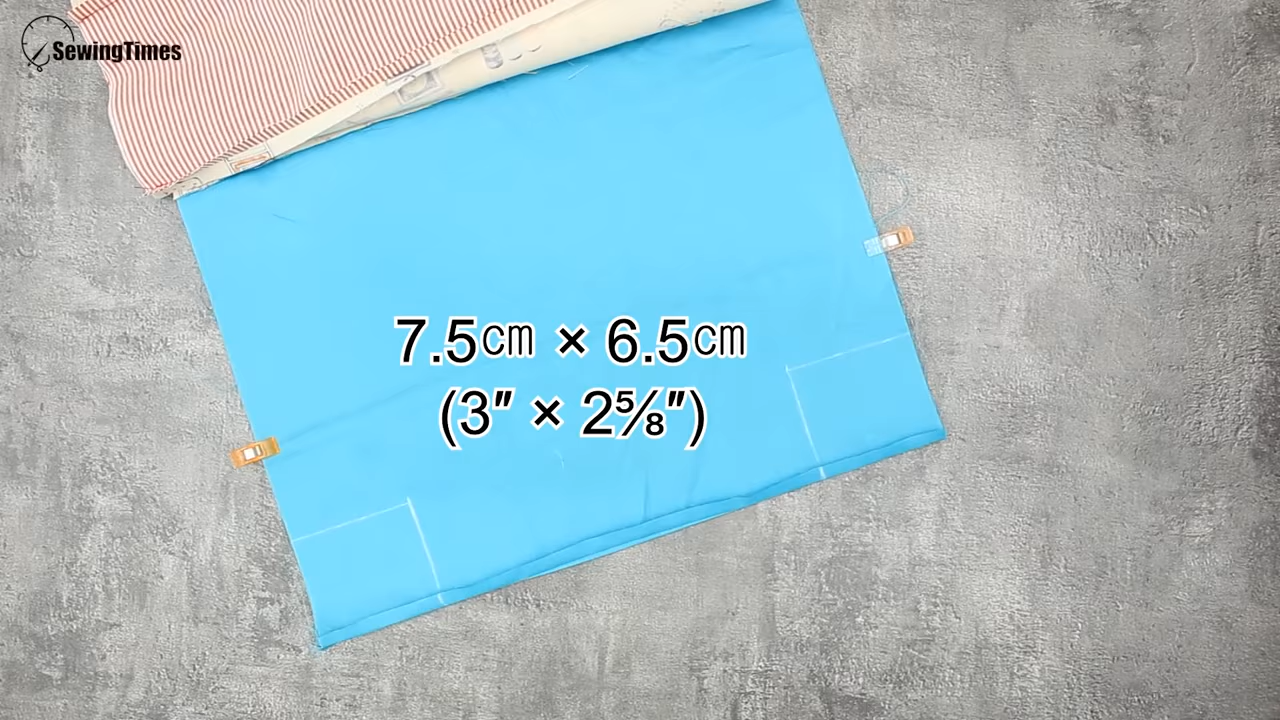 SewingTimes
7.5㎝ × 6.5㎝
(3″ × 2⅝″)